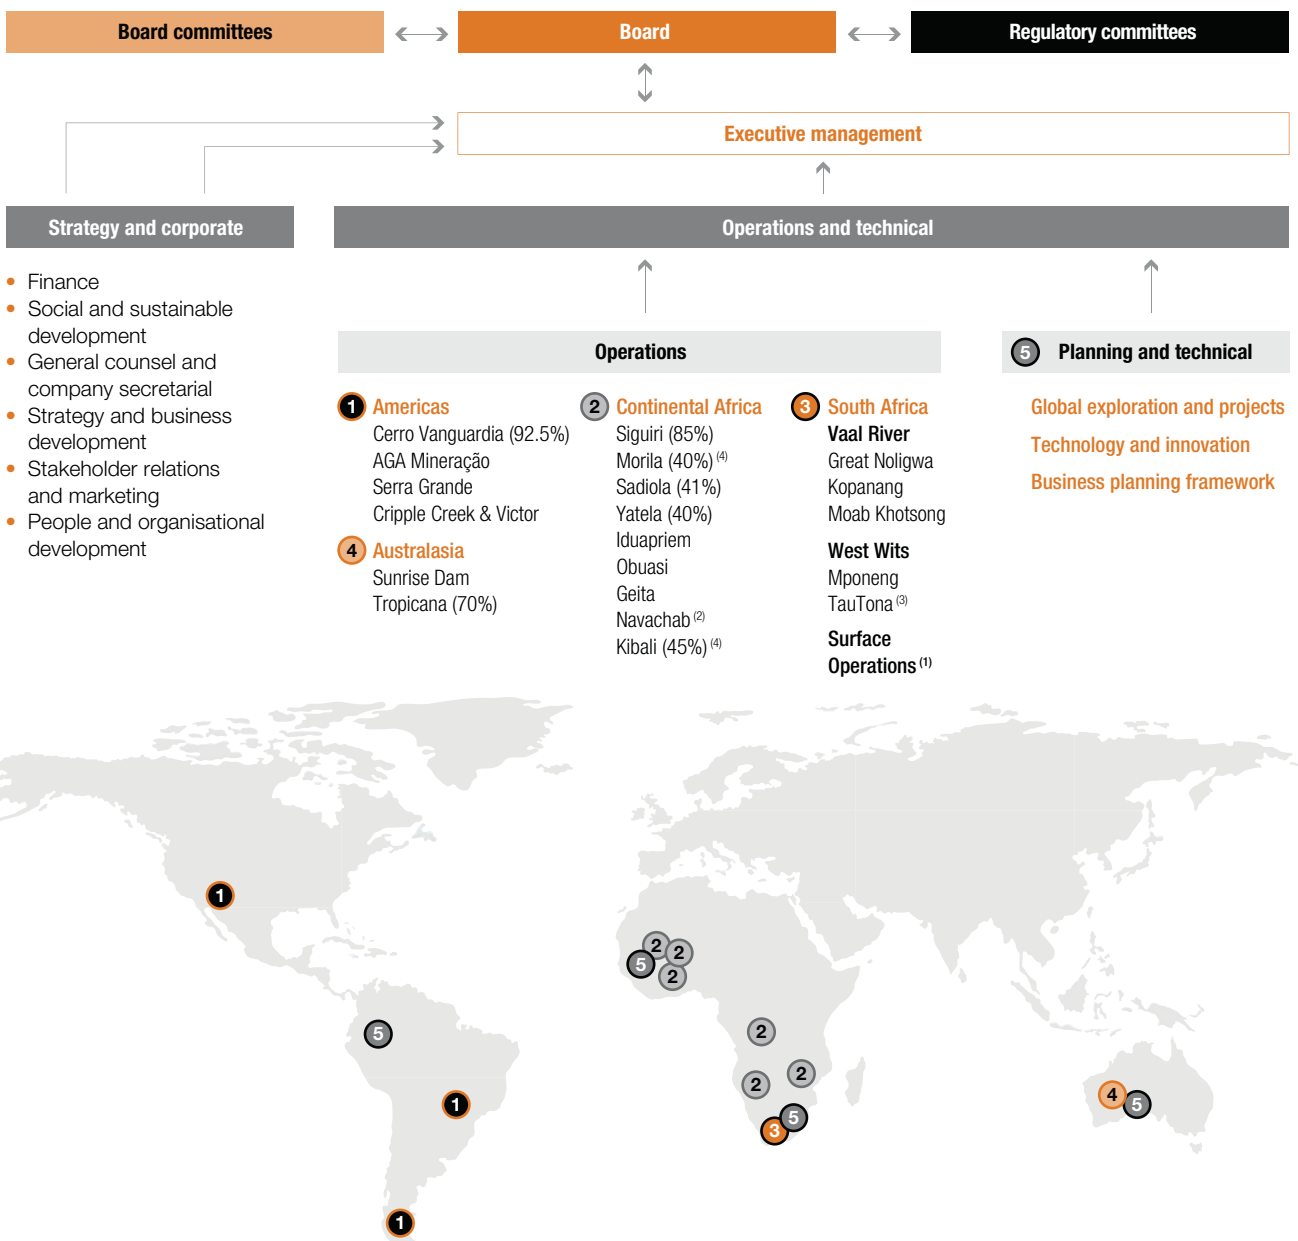 Board committees
Board
Regulatory committees
Executive management
Strategy and corporate
Operations and technical
• Finance
• Social and sustainable
development
• General counsel and
company secretarial
• Strategy and business
development
• Stakeholder relations
and marketing
• People and organisational
development
Operations
1 Americas
Cerro Vanguardia (92.5%)
AGA Mineração
Serra Grande
Cripple Creek & Victor
4 Australasia
Sunrise Dam
Tropicana (70%)
2 Continental Africa
Siguiri (85%)
Morila (40%) (4)
Sadiola (41%)
Yatela (40%)
Iduapriem
Obuasi
Geita
Navachab (2)
Kibali (45%) (4)
3 South Africa
Vaal River
Great Noligwa
Kopanang
Moab Khotsong
West Wits
Mponeng
TauTona (3)
Surface
Operations (1)
5 Planning and technical
Global exploration and projects
Technology and innovation
Business planning framework
1
2
2
5
2
5
2
2
2
4
5
1
5
3
1